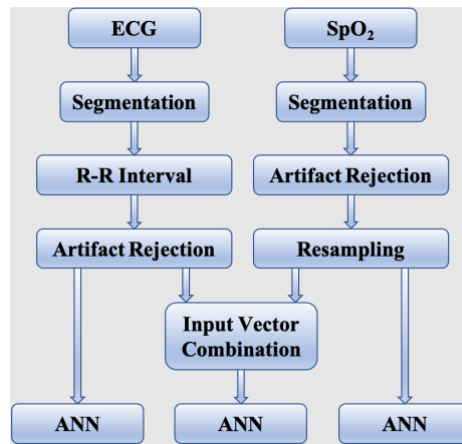 ECG
SpO₂
Segmentation
Segmentation
R-R Interval
Artifact Rejection
Artifact Rejection
Resampling
Input Vector
Combination
ANN
ANN
ANN